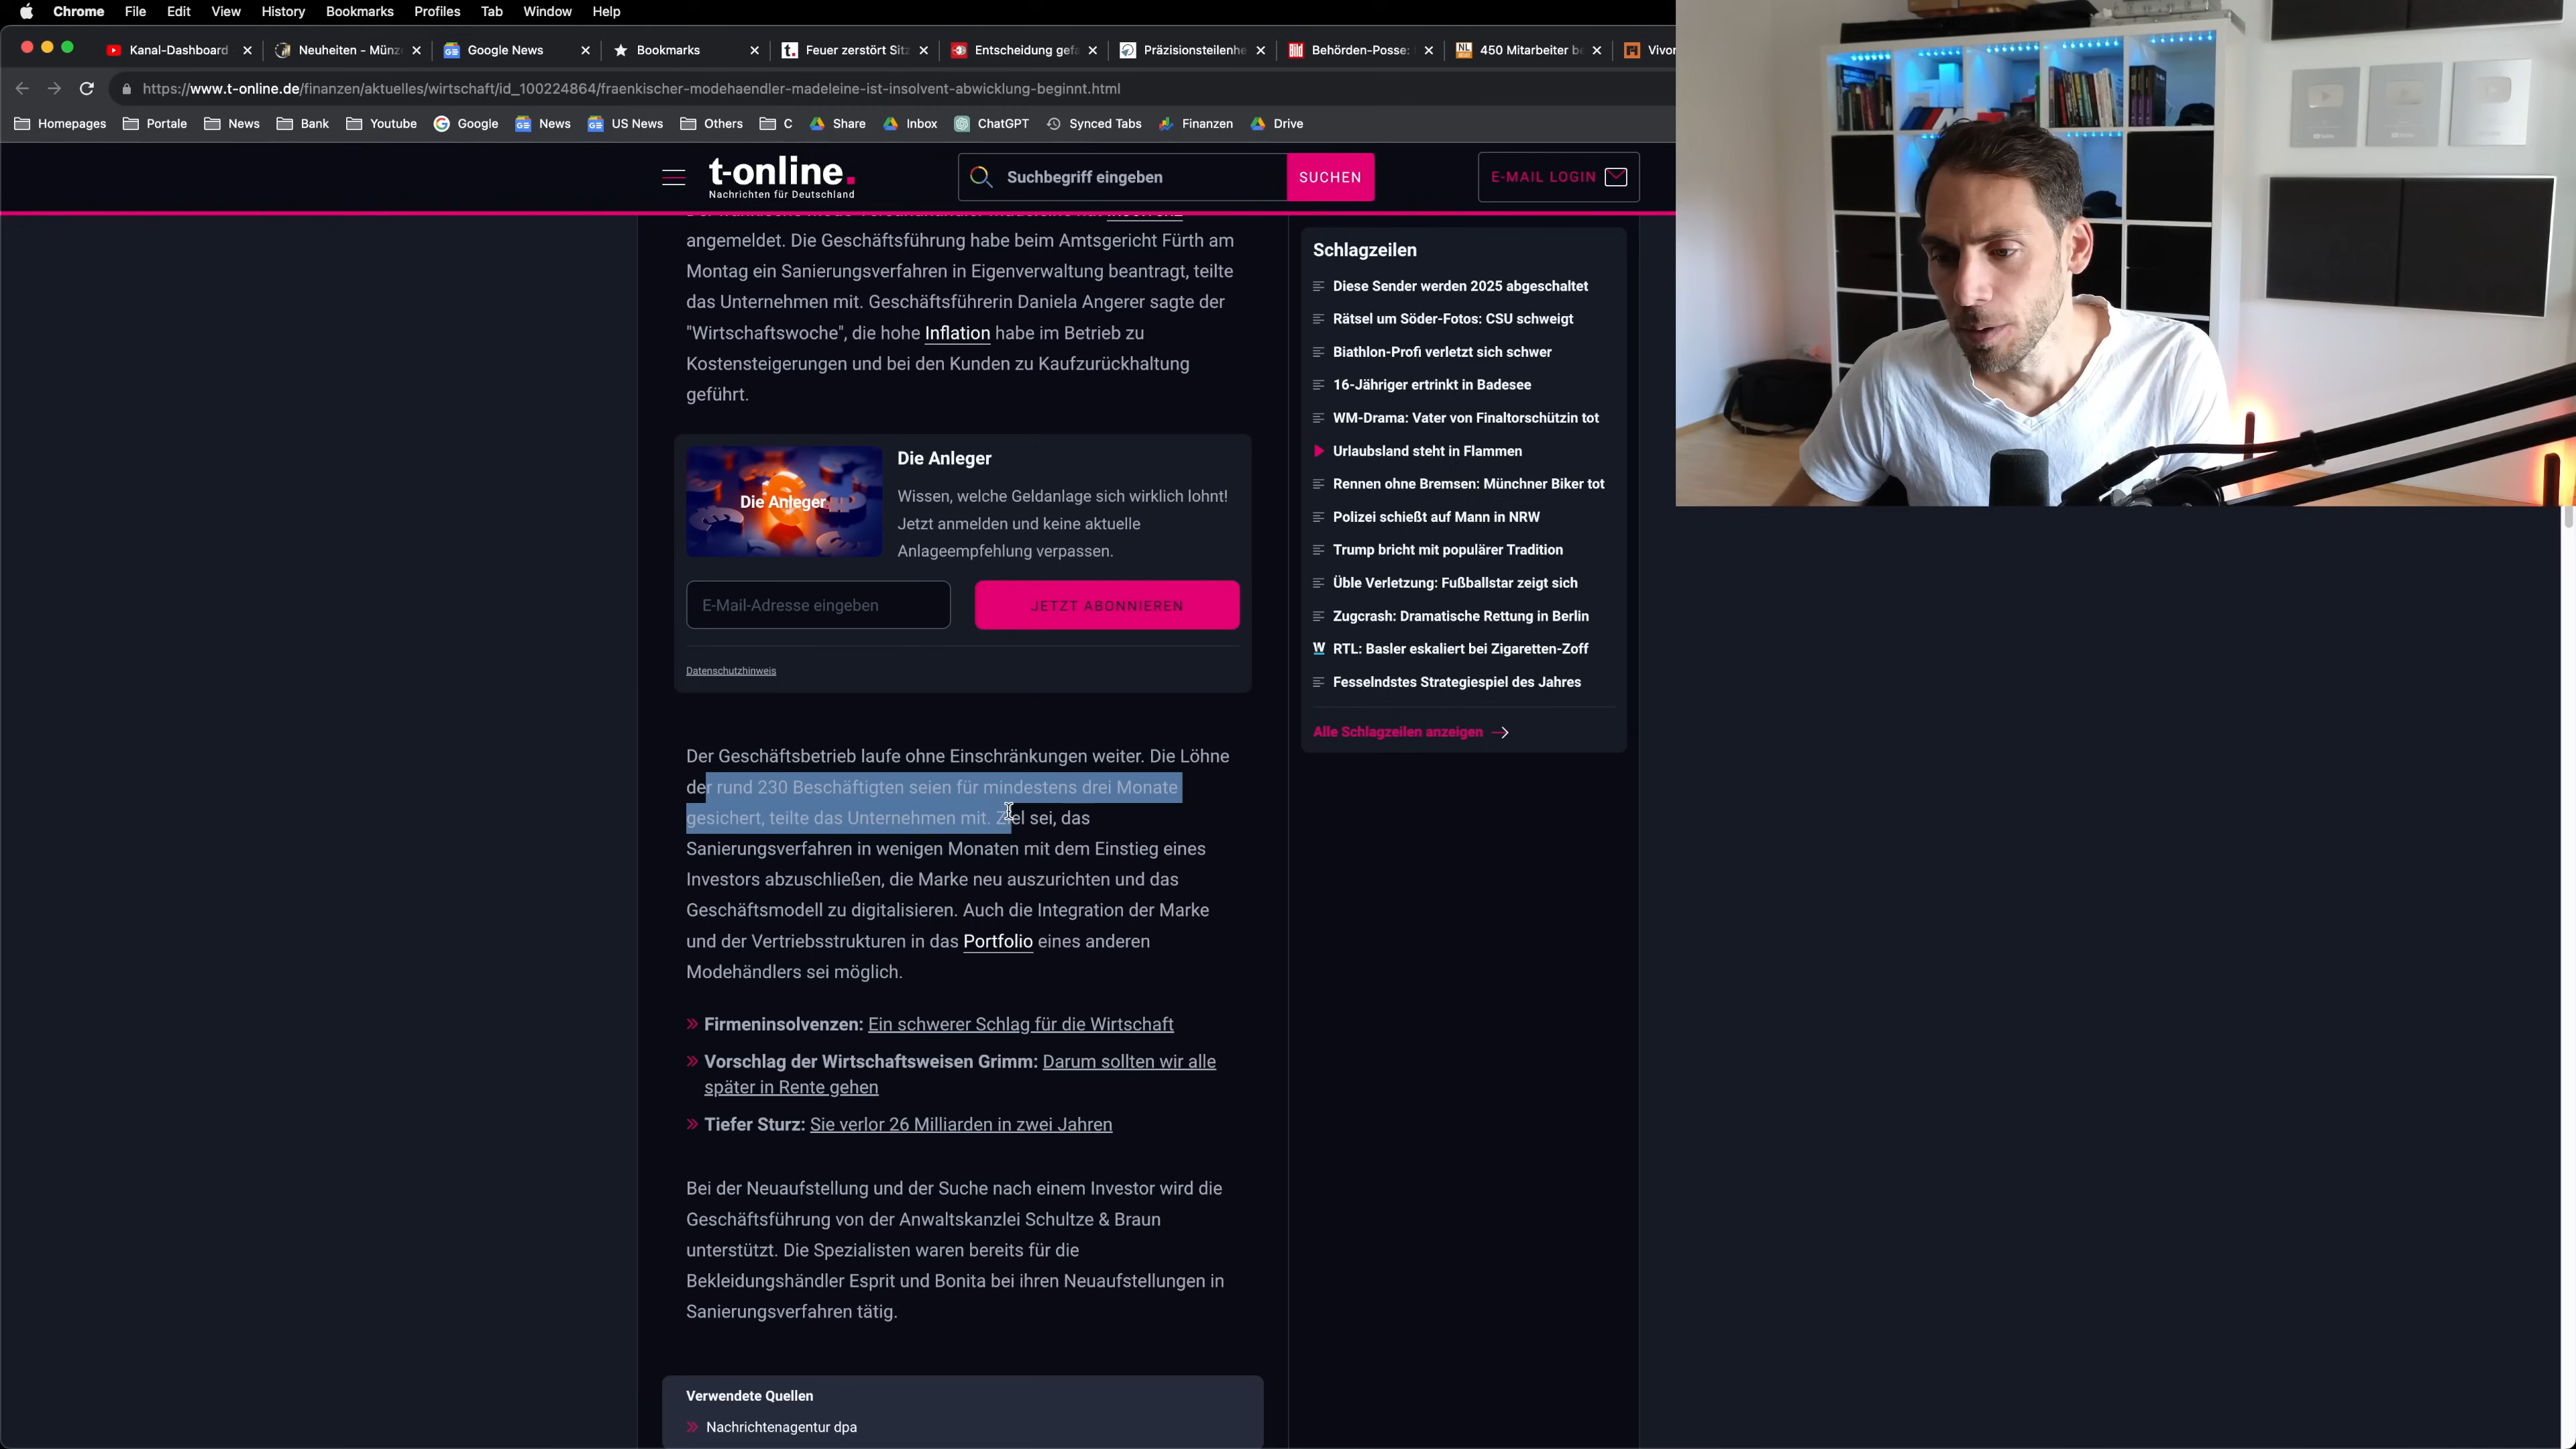 Chrome File Edit View History Bookmarks Profiles Tab Window Help
Kanal-Dashboard
Neuheiten - Münz
Google News
Bookmarks
Feuer zerstört Sitz
Entscheidung gefa
Präzisionsteilenhe
Behörden-Posse:
450 Mitarbeiter be
Vivor
https://www.t-online.de/finanzen/aktuelles/wirtschaft/id_100224864/fraenkischer-modehaendler-madeleine-ist-insolvent-abwicklung-beginnt.html
Homepages Portale News Bank Youtube Google News US News Others C Share Inbox ChatGPT Synced Tabs Finanzen Drive
t-online.
Nachrichten für Deutschland
Suchbegriff eingeben
SUCHEN
E-MAIL LOGIN
angemeldet. Die Geschäftsführung habe beim Amtsgericht Fürth am
Montag ein Sanierungsverfahren in Eigenverwaltung beantragt, teilte
das Unternehmen mit. Geschäftsführerin Daniela Angerer sagte der
"Wirtschaftswoche", die hohe Inflation habe im Betrieb zu
Kostensteigerungen und bei den Kunden zu Kaufzurückhaltung
geführt.
Die Anleger
Die Anleger
Wissen, welche Geldanlage sich wirklich lohnt!
Jetzt anmelden und keine aktuelle
Anlageempfehlung verpassen.
E-Mail-Adresse eingeben
JETZT ABONNIEREN
Datenschutzhinweis
Der Geschäftsbetrieb laufe ohne Einschränkungen weiter. Die Löhne
der rund 230 Beschäftigten seien für mindestens drei Monate
gesichert, teilte das Unternehmen mit. Ziel sei, das
Sanierungsverfahren in wenigen Monaten mit dem Einstieg eines
Investors abzuschließen, die Marke neu auszurichten und das
Geschäftsmodell zu digitalisieren. Auch die Integration der Marke
und der Vertriebsstrukturen in das Portfolio eines anderen
Modehändlers sei möglich.
Firmeninsolvenzen: Ein schwerer Schlag für die Wirtschaft
Vorschlag der Wirtschaftsweisen Grimm: Darum sollten wir alle
später in Rente gehen
Tiefer Sturz: Sie verlor 26 Milliarden in zwei Jahren
Bei der Neuaufstellung und der Suche nach einem Investor wird die
Geschäftsführung von der Anwaltskanzlei Schultze & Braun
unterstützt. Die Spezialisten waren bereits für die
Bekleidungshändler Esprit und Bonita bei ihren Neuaufstellungen in
Sanierungsverfahren tätig.
Verwendete Quellen
Nachrichtenagentur dpa
Schlagzeilen
Diese Sender werden 2025 abgeschaltet
Rätsel um Söder-Fotos: CSU schweigt
Biathlon-Profi verletzt sich schwer
16-Jähriger ertrinkt in Badesee
WM-Drama: Vater von Finaltorschützin tot
Urlaubsland steht in Flammen
Rennen ohne Bremsen: Münchner Biker tot
Polizei schießt auf Mann in NRW
Trump bricht mit populärer Tradition
Üble Verletzung: Fußballstar zeigt sich
Zugcrash: Dramatische Rettung in Berlin
RTL: Basler eskaliert bei Zigaretten-Zoff
Fesselndstes Strategiespiel des Jahres
Alle Schlagzeilen anzeigen